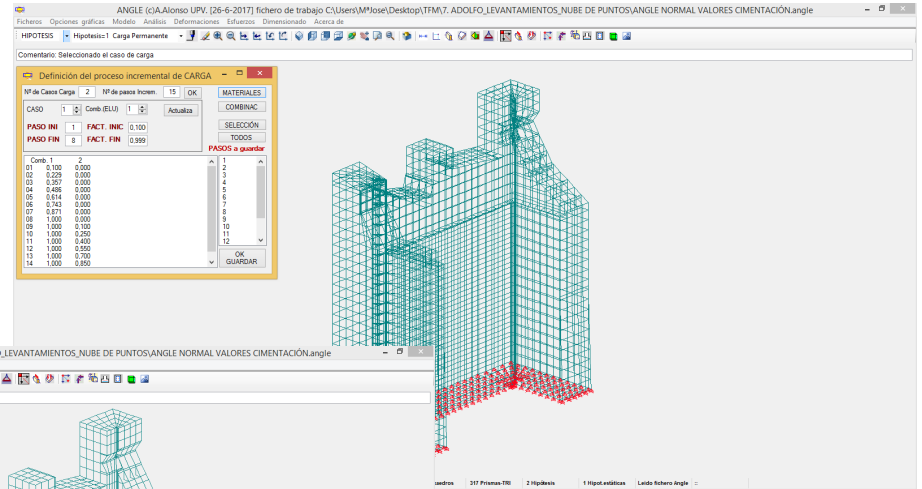 ANGLE (c)A.Alonso UPV. [26-6-2017] fichero de trabajo C:\Users\MªJose\Desktop\TFM\7. ADOLFO_LEVANTAMIENTOS_NUBE DE PUNTOS\ANGLE NORMAL VALORES CIMENTACIÓN.angle
Ficheros Opciones gráficas Modelo Análisis Deformaciones Esfuerzos Dimensionado Acerca de
HIPOTESIS Hipotesis=1 Carga Permanente
Comentario: Seleccionado el caso de carga
Definición del proceso incremental de CARGA
Nº de Casos Carga 2 Nº de pasos Increm. 15 OK MATERIALES
CASO 1 Comb.(ELU) 1 Actualiza COMBINAC
PASO INI 1 FACT. INIC 0,100 SELECCIÓN
PASO FIN 8 FACT. FIN 0,999 TODOS
PASOS a guardar
Comb. 1 2 1
01 0,100 0,000 2
02 0,229 0,000 3
03 0,357 0,000 4
04 0,486 0,000 5
05 0,614 0,000 6
06 0,743 0,000 7
07 0,871 0,000 8
08 1,000 0,000 9
09 1,000 0,100 10
10 1,000 0,250 11
11 1,000 0,400 12
12 1,000 0,550
13 1,000 0,700
14 1,000 0,850
OK
GUARDAR
O_LEVANTAMIENTOS_NUBE DE PUNTOS\ANGLE NORMAL VALORES CIMENTACIÓN.angle
uadros 317 Prismas-TRI 2 Hipótesis 1 Hipot.estáticas Leido fichero Angle ::